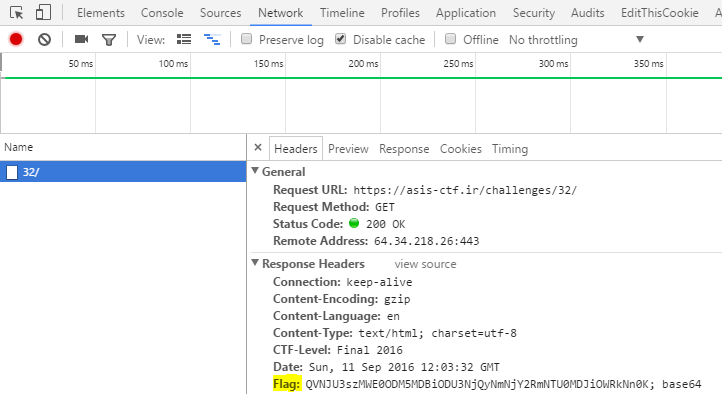 Elements Console Sources Network Timeline Profiles Application Security Audits EditThisCookie A
View: Preserve log Disable cache Offline No throttling
50 ms 100 ms 150 ms 200 ms 250 ms 300 ms 350 ms
Name × Headers Preview Response Cookies Timing
32/
General
Request URL: https://asis-ctf.ir/challenges/32/
Request Method: GET
Status Code: 200 OK
Remote Address: 64.34.218.26:443
Response Headers view source
Connection: keep-alive
Content-Encoding: gzip
Content-Language: en
Content-Type: text/html; charset=utf-8
CTF-Level: Final 2016
Date: Sun, 11 Sep 2016 12:03:32 GMT
Flag: QVNJU3szMWE0ODM5MDBiODU3NjQyNmNjY2RmNTU0MDJiOWRkNn0K; base64